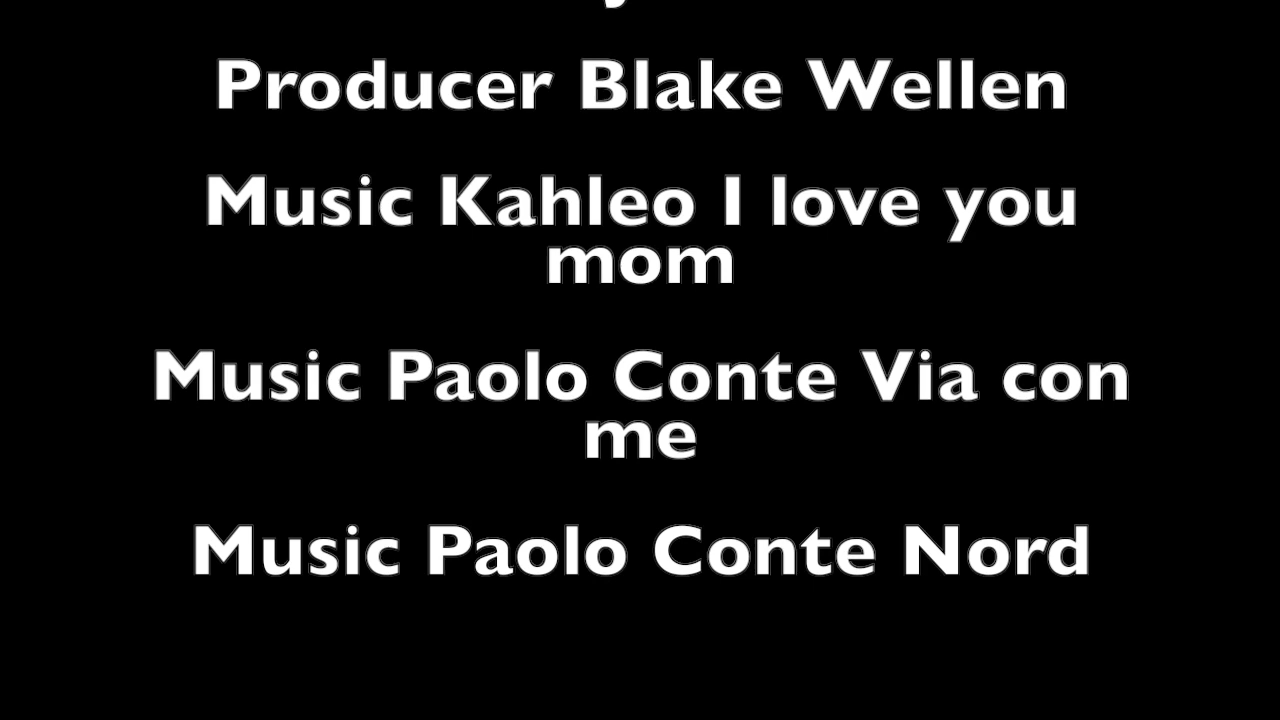 Producer Blake Wellen
Music Kahleo I love you
mom
Music Paolo Conte Via con
me
Music Paolo Conte Nord